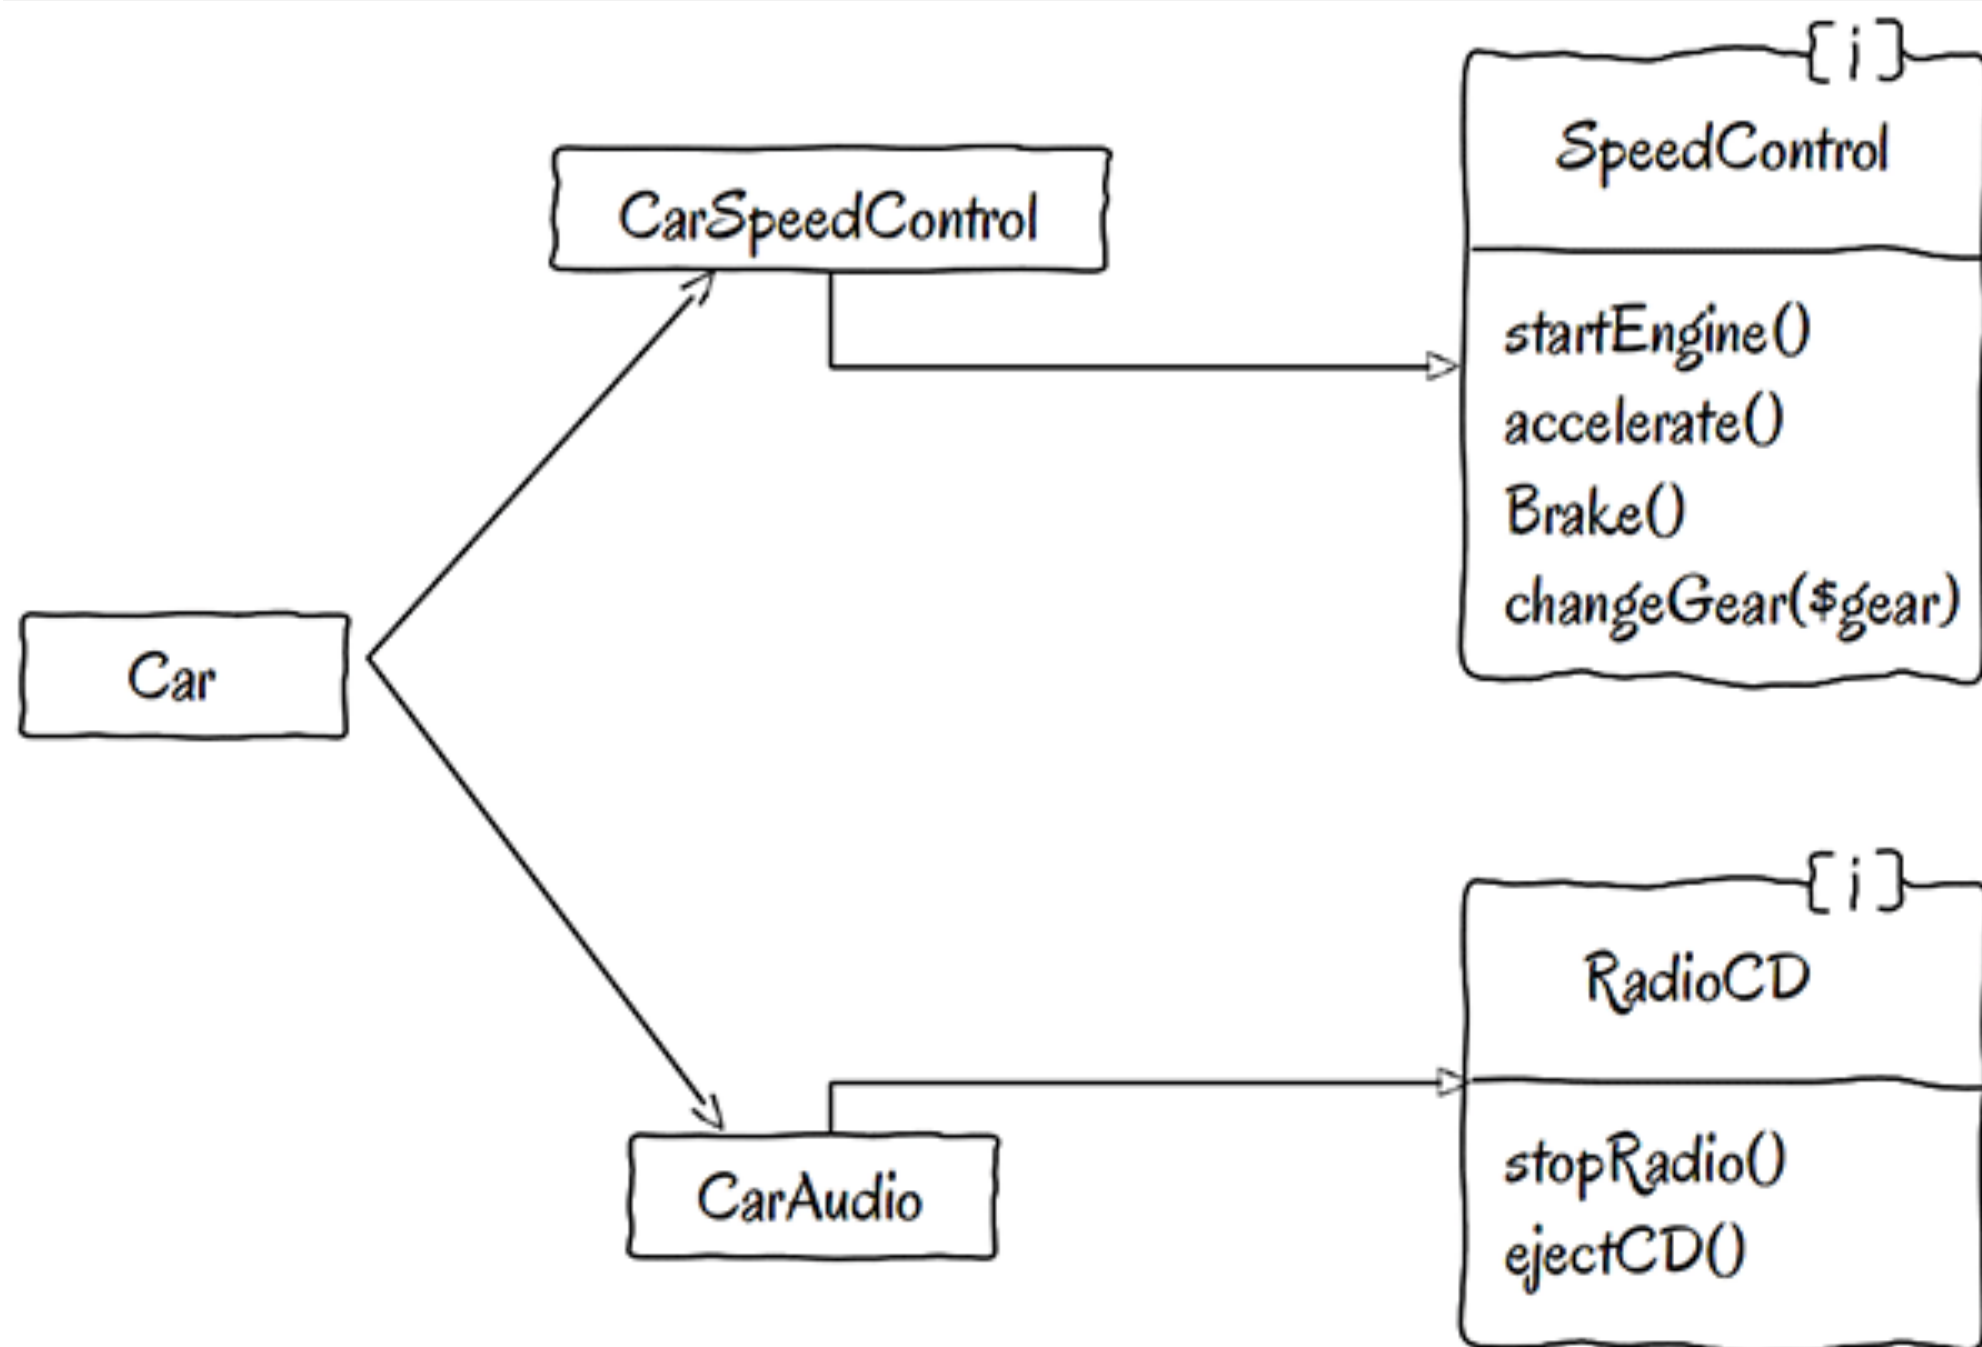 [i]
SpeedControl
CarSpeedControl
startEngine()
accelerate()
Brake()
changeGear($gear)
Car
[i]
RadioCD
stopRadio()
CarAudio
ejectCD()